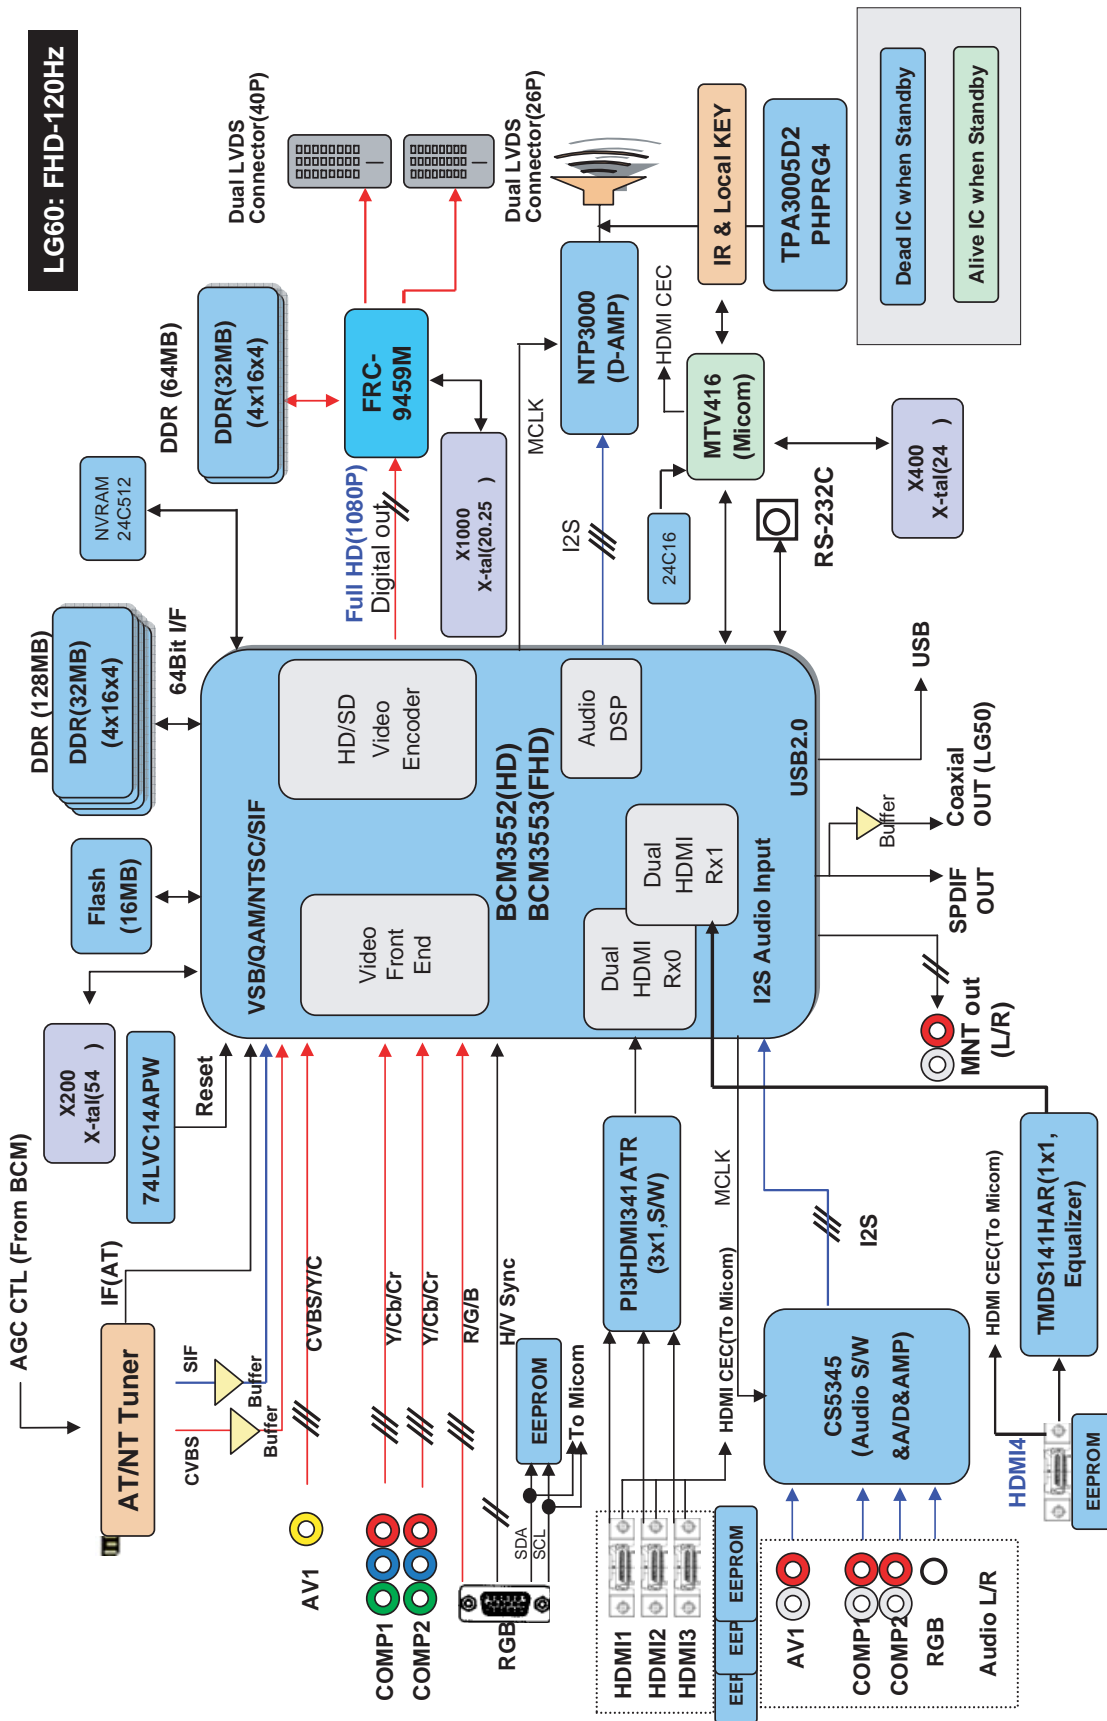 LG60: FHD-120Hz
AGC CTL (From BCM)
AT/NT Tuner
IF(AT)
SIF
CVBS
Buffer
Buffer
X200
X-tal(54    )
74LVC14APW
Reset
Flash
(16MB)
DDR (128MB)
DDR(32MB)
(4x16x4)
64Bit I/F
NVRAM
24C512
DDR (64MB)
DDR(32MB)
(4x16x4)
Dual LVDS
Connector(40P)
Dual LVDS
Connector(26P)
FRC-
9459M
Full HD(1080P)
Digital out
X1000
X-tal(20.25    )
AV1
CVBS/Y/C
COMP1
Y/Cb/Cr
COMP2
Y/Cb/Cr
RGB
R/G/B
H/V Sync
SDA
SCL
EEPROM
To Micom
VSB/QAM/NTSC/SIF
Video
Front
End
HD/SD
Video
Encoder
BCM3552(HD)
BCM3553(FHD)
Audio
DSP
Dual
HDMI
Rx0
Dual
HDMI
Rx1
I2S Audio Input
USB2.0
MCLK
NTP3000
(D-AMP)
I2S
HDMI CEC
IR & Local KEY
TPA3005D2
PHPRG4
MTV416
(Micom)
24C16
RS-232C
X400
X-tal(24    )
HDMI1
HDMI2
HDMI3
EEP
EEP
EEPROM
HDMI CEC(To Micom)
PI3HDMI341ATR
(3x1,S/W)
MCLK
CS5345
(Audio S/W
&A/D&AMP)
I2S
AV1
COMP1
COMP2
RGB
Audio L/R
HDMI4
EEPROM
HDMI CEC(To Micom)
TMDS141HAR(1x1,
Equalizer)
MNT out
(L/R)
SPDIF
OUT
Buffer
Coaxial
OUT (LG50)
USB
Dead IC when Standby
Alive IC when Standby